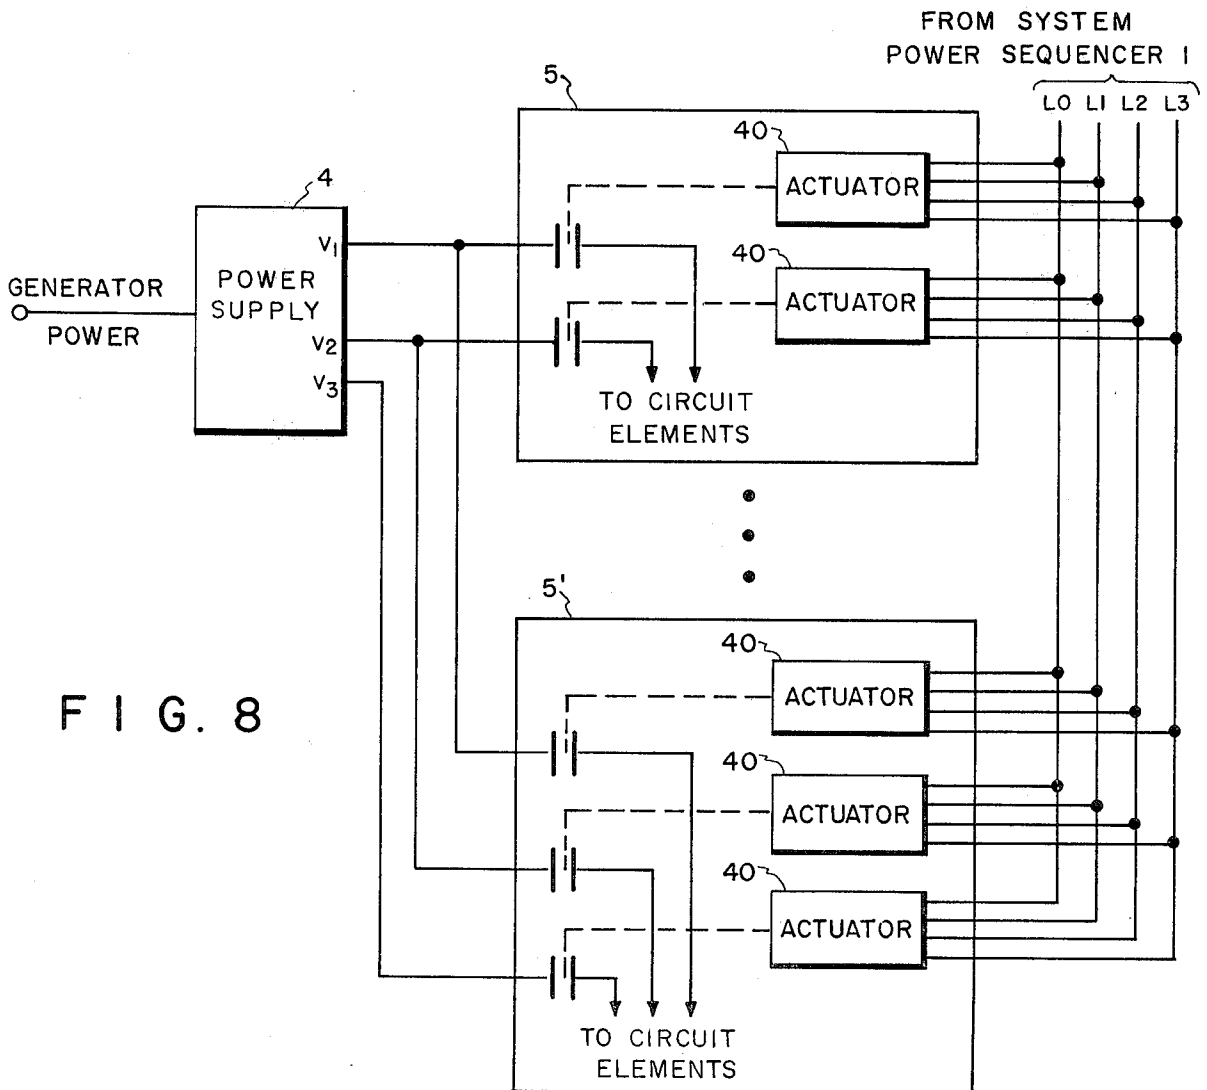 FROM SYSTEM
POWER SEQUENCER 1
L0 L1 L2 L3
5
40
ACTUATOR
4
V1
POWER
SUPPLY
GENERATOR
POWER
V2
V3
40
ACTUATOR
TO CIRCUIT
ELEMENTS
5'
40
ACTUATOR
FIG. 8
40
ACTUATOR
40
ACTUATOR
TO CIRCUIT
ELEMENTS